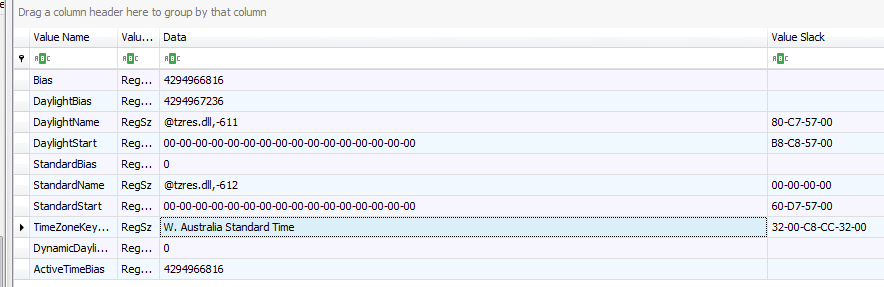 Drag a column header here to group by that column
Value Name Valu... Data Value Slack
ABC ABC ABC ABC
Bias Reg... 4294966816
DaylightBias Reg... 4294967236
DaylightName RegSz @tzres.dll,-611 80-C7-57-00
DaylightStart Reg... 00-00-00-00-00-00-00-00-00-00-00-00-00-00-00-00 B8-C8-57-00
StandardBias Reg... 0
StandardName RegSz @tzres.dll,-612 00-00-00-00
StandardStart Reg... 00-00-00-00-00-00-00-00-00-00-00-00-00-00-00-00 60-D7-57-00
TimeZoneKey... RegSz W. Australia Standard Time 32-00-C8-CC-32-00
DynamicDayli... Reg... 0
ActiveTimeBias Reg... 4294966816